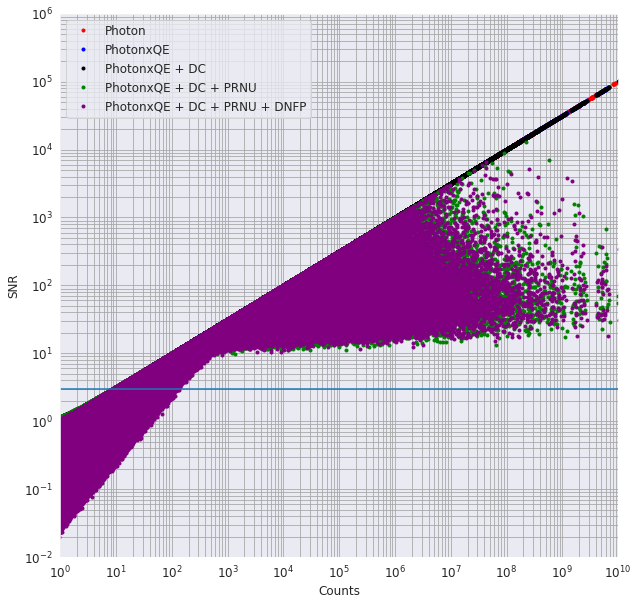 10⁶
10⁵
10⁴
10³
10²
10¹
10⁰
10⁻¹
10⁻²
SNR
Photon
PhotonxQE
PhotonxQE + DC
PhotonxQE + DC + PRNU
PhotonxQE + DC + PRNU + DNFP
10⁰ 10¹ 10² 10³ 10⁴ 10⁵ 10⁶ 10⁷ 10⁸ 10⁹ 10¹⁰
Counts